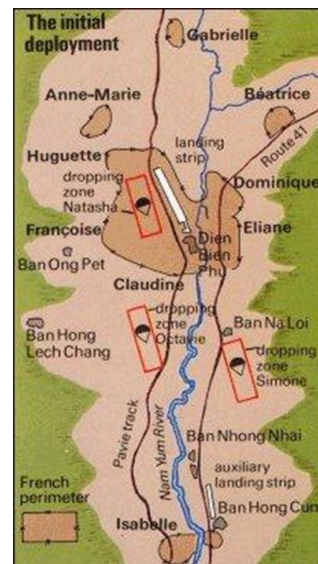 The initial
deployment
Gabrielle
Anne-Marie
Béatrice
landing
strip
Huguette
Route 41
dropping
zone
Natasha
Dominique
Françoise
Eliane
Dien
Bien
Phu
Ban Ong Pet
Claudine
dropping
zone
Octavie
Ban Na Loi
Ban Hong
Lech Chang
dropping
zone
Simone
Pavie track
Nam Yum River
Ban Nhong Nhai
auxiliary
landing strip
French
perimeter
Ban Hong Cum
Isabelle